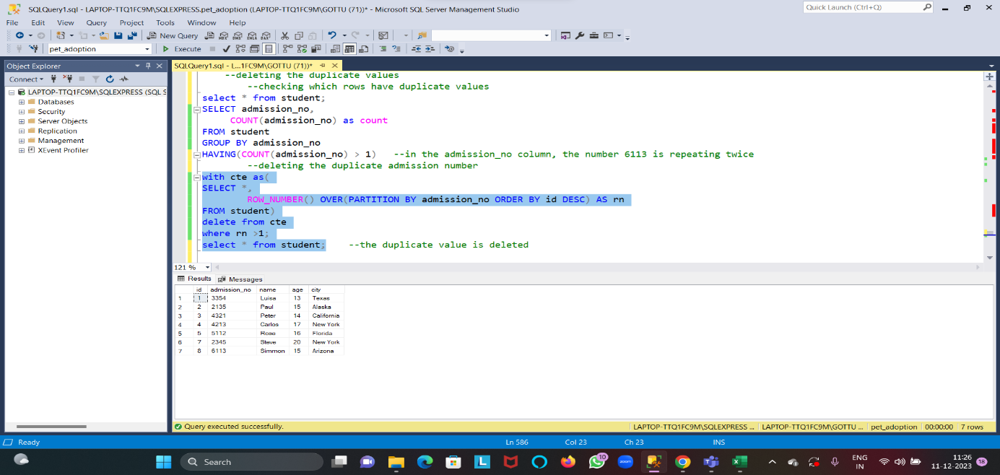 SQLQuery1.sql - LAPTOP-TTQ1FC9M\SQLEXPRESS.pet_adoption (LAPTOP-TTQ1FC9M\GOTTU (71))* - Microsoft SQL Server Management Studio
Quick Launch (Ctrl+Q)
File Edit View Query Project Tools Window Help
New Query
pet_adoption Execute
Object Explorer
SQLQuery1.sql - L...1FC9M\GOTTU (71))*
Connect
LAPTOP-TTQ1FC9M\SQLEXPRESS (SQL S
Databases
Security
Server Objects
Replication
Management
XEvent Profiler
--deleting the duplicate values
--checking which rows have duplicate values
select * from student;
SELECT admission_no,
COUNT(admission_no) as count
FROM student
GROUP BY admission_no
HAVING(COUNT(admission_no) > 1) --in the admission_no column, the number 6113 is repeating twice
--deleting the duplicate admission number
with cte as(
SELECT *,
ROW_NUMBER() OVER(PARTITION BY admission_no ORDER BY id DESC) AS rn
FROM student)
delete from cte
where rn >1;
select * from student; --the duplicate value is deleted
121 %
Results Messages
id admission_no name age city
1 1 3354 Luisa 13 Texas
2 2 2135 Paul 15 Alaska
3 3 4321 Peter 14 California
4 4 4213 Carlos 17 New York
5 5 5112 Rose 16 Florida
6 7 2345 Steve 20 New York
7 8 6113 Simmon 15 Arizona
Query executed successfully. LAPTOP-TTQ1FC9M\SQLEXPRESS ... LAPTOP-TTQ1FC9M\GOTTU ... pet_adoption 00:00:00 7 rows
Ready Ln 586 Col 23 Ch 23 INS
Search
10
zoom
ENG
IN
11:26
11-12-2023
18